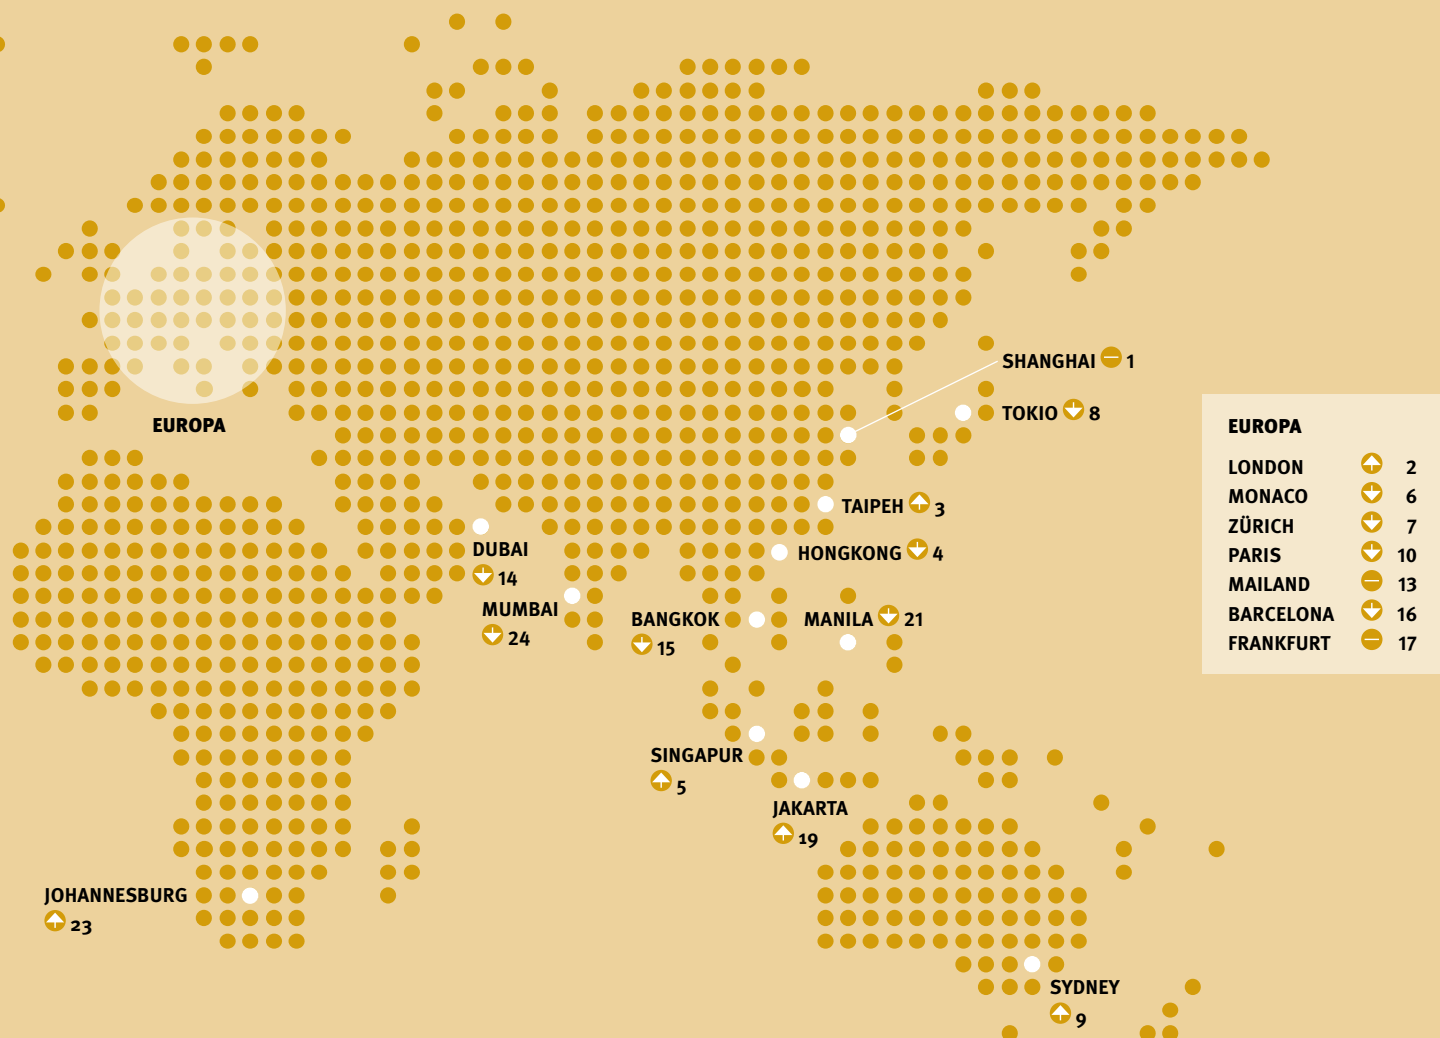 SHANGHAI 1
TOKIO 8
EUROPA
TAIPEH 3
HONGKONG 4
DUBAI
14
MUMBAI
24
BANGKOK
15
MANILA 21
SINGAPUR
5
JAKARTA
19
JOHANNESBURG
23
SYDNEY
9
EUROPA
LONDON 2
MONACO 6
ZÜRICH 7
PARIS 10
MAILAND 13
BARCELONA 16
FRANKFURT 17